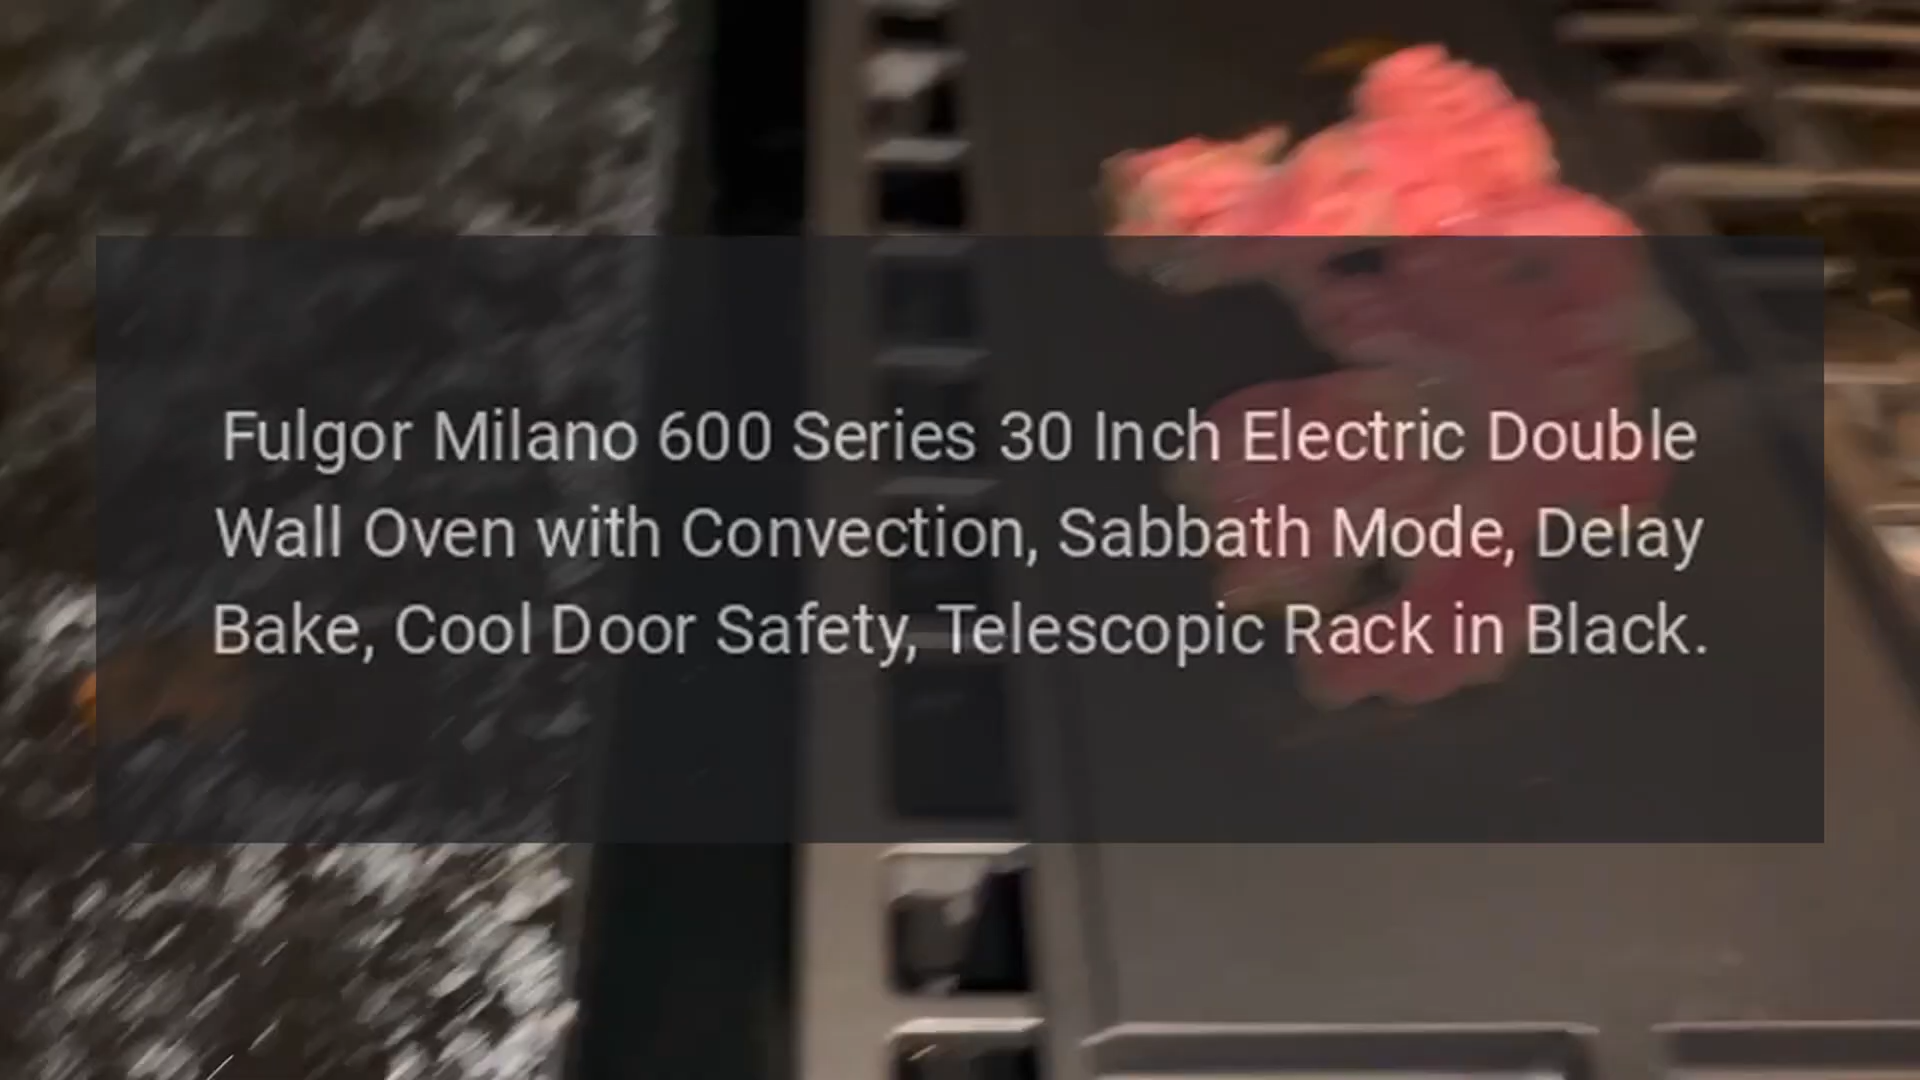 Fulgor Milano 600 Series 30 Inch Electric Double
Wall Oven with Convection, Sabbath Mode, Delay
Bake, Cool Door Safety, Telescopic Rack in Black.